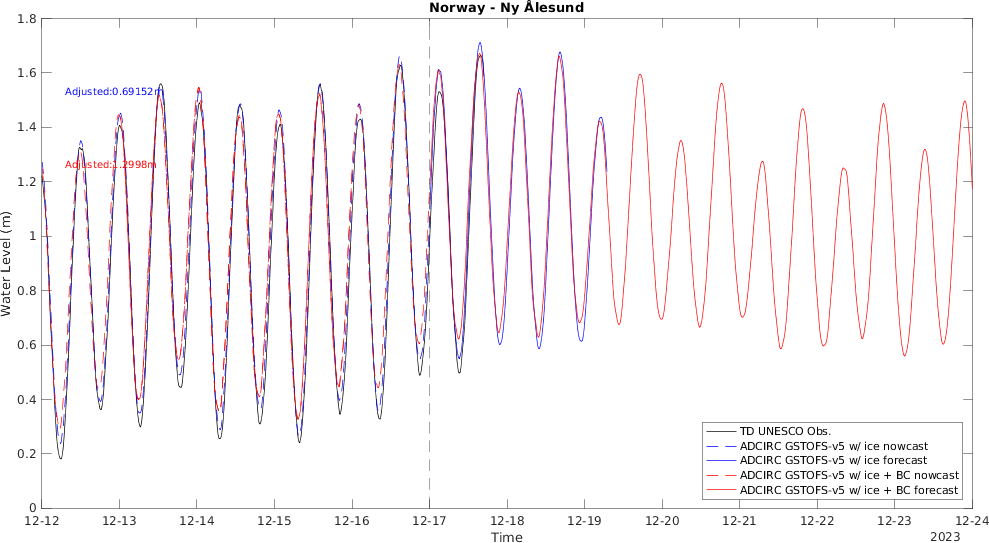 Norway - Ny Ålesund
1.8
1.6
1.4
1.2
1
0.8
0.6
0.4
0.2
0
Water Level (m)
Adjusted:0.69152m
Adjusted:1.2998m
TD UNESCO Obs.
ADCIRC GSTOFS-v5 w/ ice nowcast
ADCIRC GSTOFS-v5 w/ ice forecast
ADCIRC GSTOFS-v5 w/ ice + BC nowcast
ADCIRC GSTOFS-v5 w/ ice + BC forecast
12-12 12-13 12-14 12-15 12-16 12-17 12-18 12-19 12-20 12-21 12-22 12-23 12-24
Time
2023